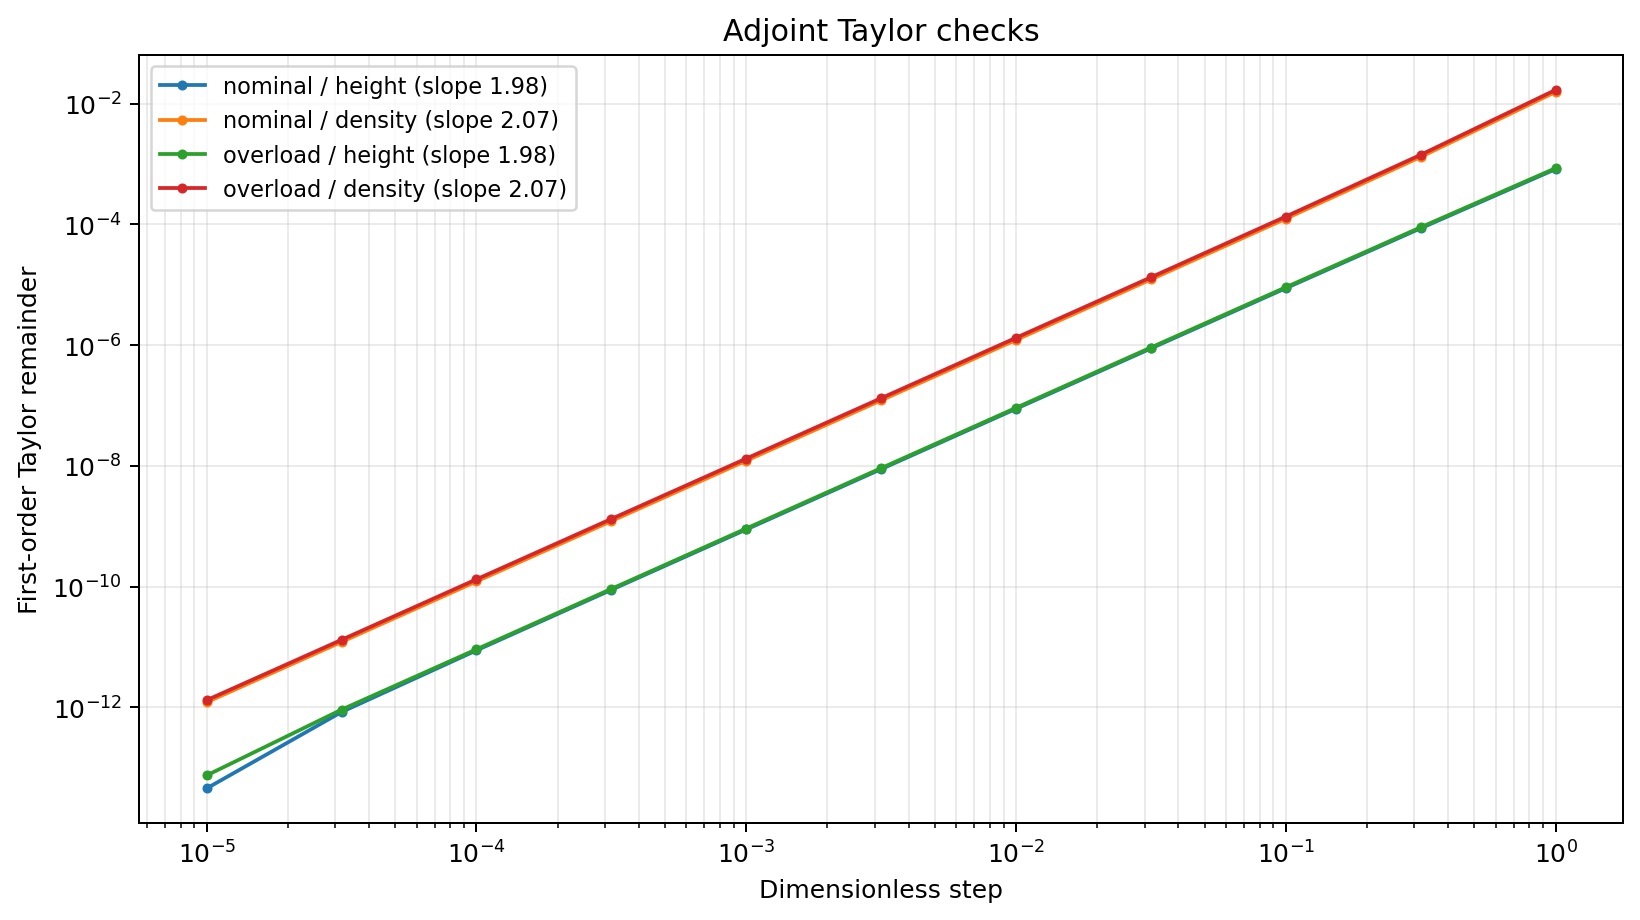 Adjoint Taylor checks
nominal / height (slope 1.98)
nominal / density (slope 2.07)
overload / height (slope 1.98)
overload / density (slope 2.07)
First-order Taylor remainder
10⁻²
10⁻⁴
10⁻⁶
10⁻⁸
10⁻¹⁰
10⁻¹²
10⁻⁵ 10⁻⁴ 10⁻³ 10⁻² 10⁻¹ 10⁰
Dimensionless step